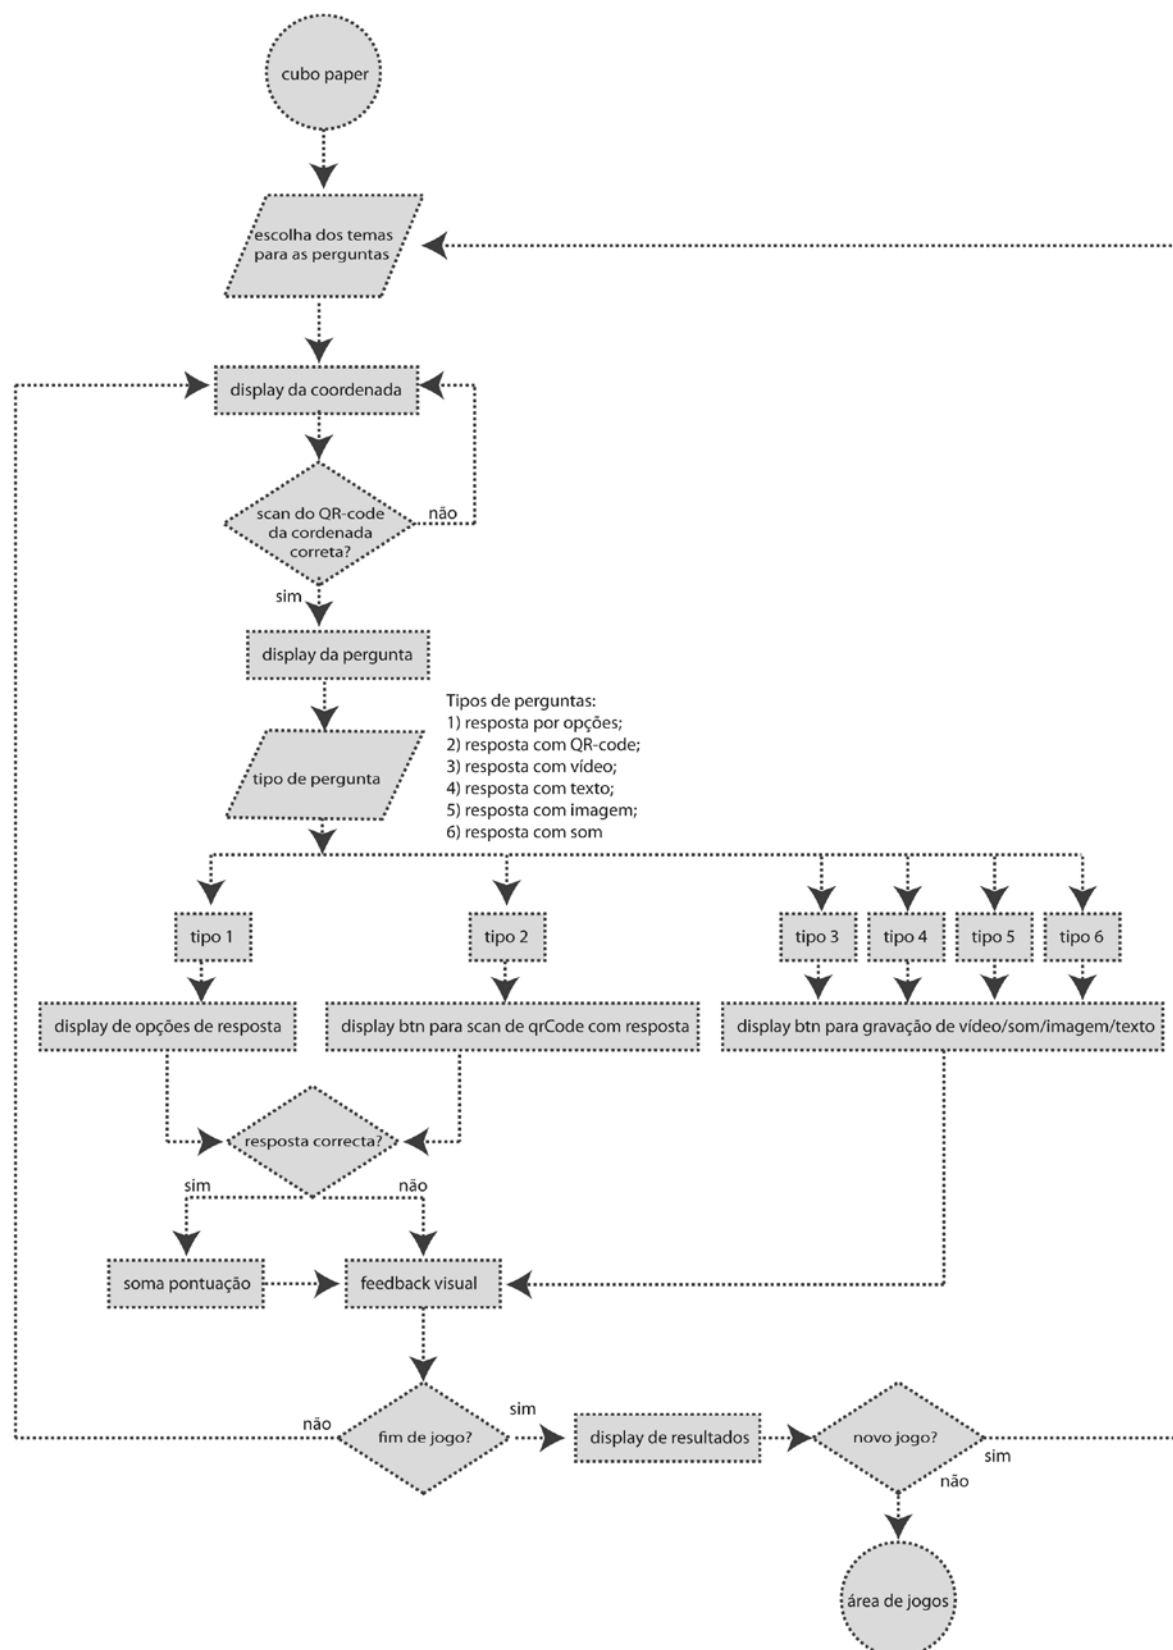 cubo paper
escolha dos temas
para as perguntas
display da coordenada
scan do QR-code
da cordenada
correta?
não
sim
display da pergunta
Tipos de perguntas:
1) resposta por opções;
2) resposta com QR-code;
3) resposta com vídeo;
4) resposta com texto;
5) resposta com imagem;
6) resposta com som
tipo de pergunta
tipo 1
tipo 2
tipo 3
tipo 4
tipo 5
tipo 6
display de opções de resposta
display btn para scan de qrCode com resposta
display btn para gravação de vídeo/som/imagem/texto
resposta correcta?
sim
não
soma pontuação
feedback visual
não
fim de jogo?
sim
display de resultados
novo jogo?
sim
não
área de jogos